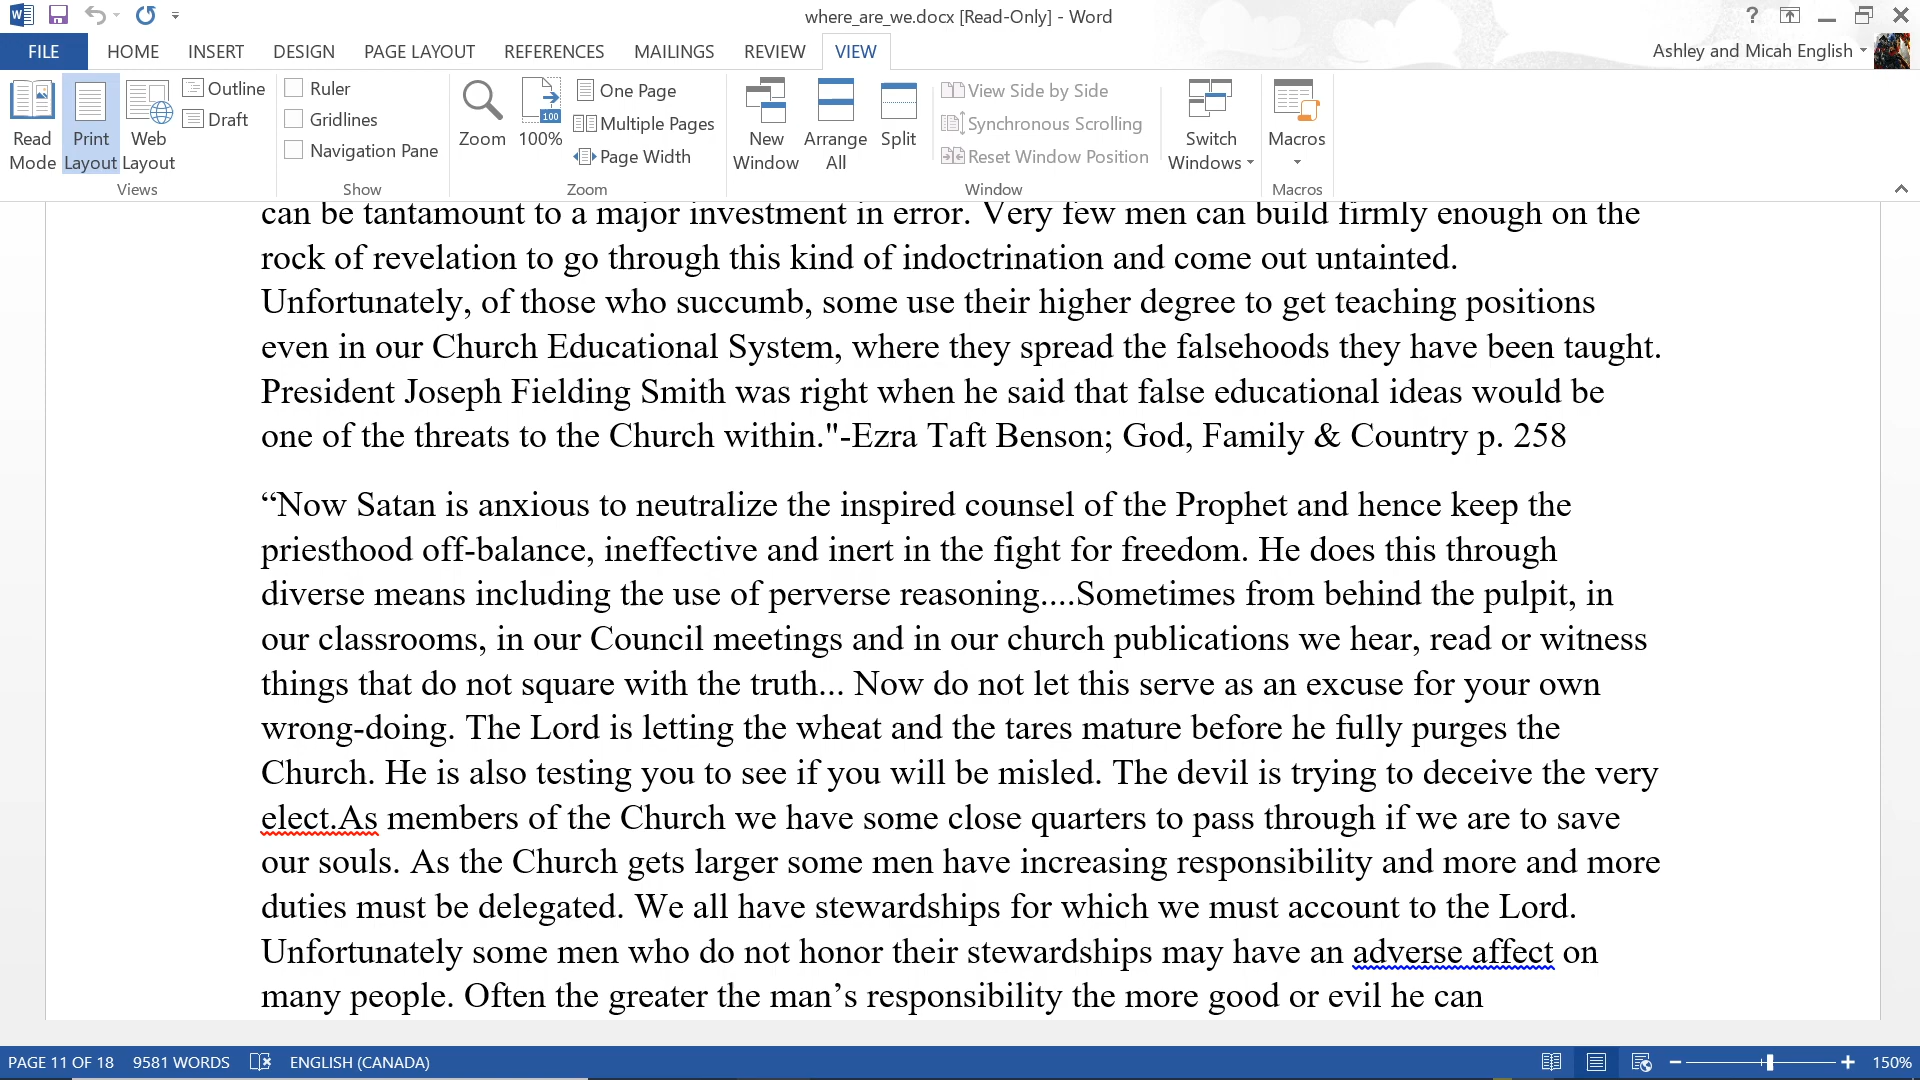 where_are_we.docx [Read-Only] - Word
?
FILE HOME INSERT DESIGN PAGE LAYOUT REFERENCES MAILINGS REVIEW VIEW
Ashley and Micah English
Read Mode
Print Layout
Web Layout
Outline
Draft
Views
Ruler
Gridlines
Navigation Pane
Show
Zoom
100
100%
One Page
Multiple Pages
Page Width
Zoom
New Window
Arrange All
Split
View Side by Side
Synchronous Scrolling
Reset Window Position
Switch Windows
Window
Macros
Macros
can be tantamount to a major investment in error. Very few men can build firmly enough on the
rock of revelation to go through this kind of indoctrination and come out untainted.
Unfortunately, of those who succumb, some use their higher degree to get teaching positions
even in our Church Educational System, where they spread the falsehoods they have been taught.
President Joseph Fielding Smith was right when he said that false educational ideas would be
one of the threats to the Church within."-Ezra Taft Benson; God, Family & Country p. 258
“Now Satan is anxious to neutralize the inspired counsel of the Prophet and hence keep the
priesthood off-balance, ineffective and inert in the fight for freedom. He does this through
diverse means including the use of perverse reasoning....Sometimes from behind the pulpit, in
our classrooms, in our Council meetings and in our church publications we hear, read or witness
things that do not square with the truth... Now do not let this serve as an excuse for your own
wrong-doing. The Lord is letting the wheat and the tares mature before he fully purges the
Church. He is also testing you to see if you will be misled. The devil is trying to deceive the very
elect.As members of the Church we have some close quarters to pass through if we are to save
our souls. As the Church gets larger some men have increasing responsibility and more and more
duties must be delegated. We all have stewardships for which we must account to the Lord.
Unfortunately some men who do not honor their stewardships may have an adverse affect on
many people. Often the greater the man’s responsibility the more good or evil he can
PAGE 11 OF 18 9581 WORDS ENGLISH (CANADA)
150%